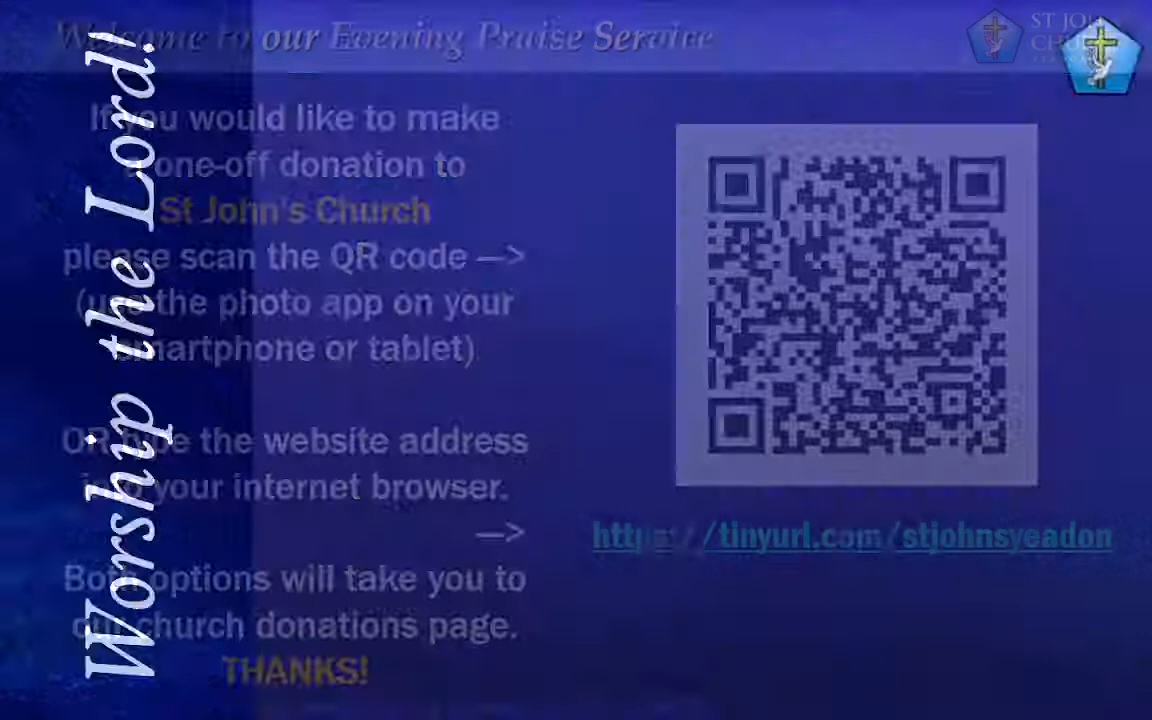 Welcome to our Evening Praise Service
ST JOHN'S
CHURCH
Worship the Lord!
If you would like to make
a one-off donation to
St John's Church
please scan the QR code —>
(use the photo app on your
smartphone or tablet)
OR type the website address
into your internet browser.
—>
Both options will take you to
our church donations page.
THANKS!
https://tinyurl.com/stjohnsyeadon